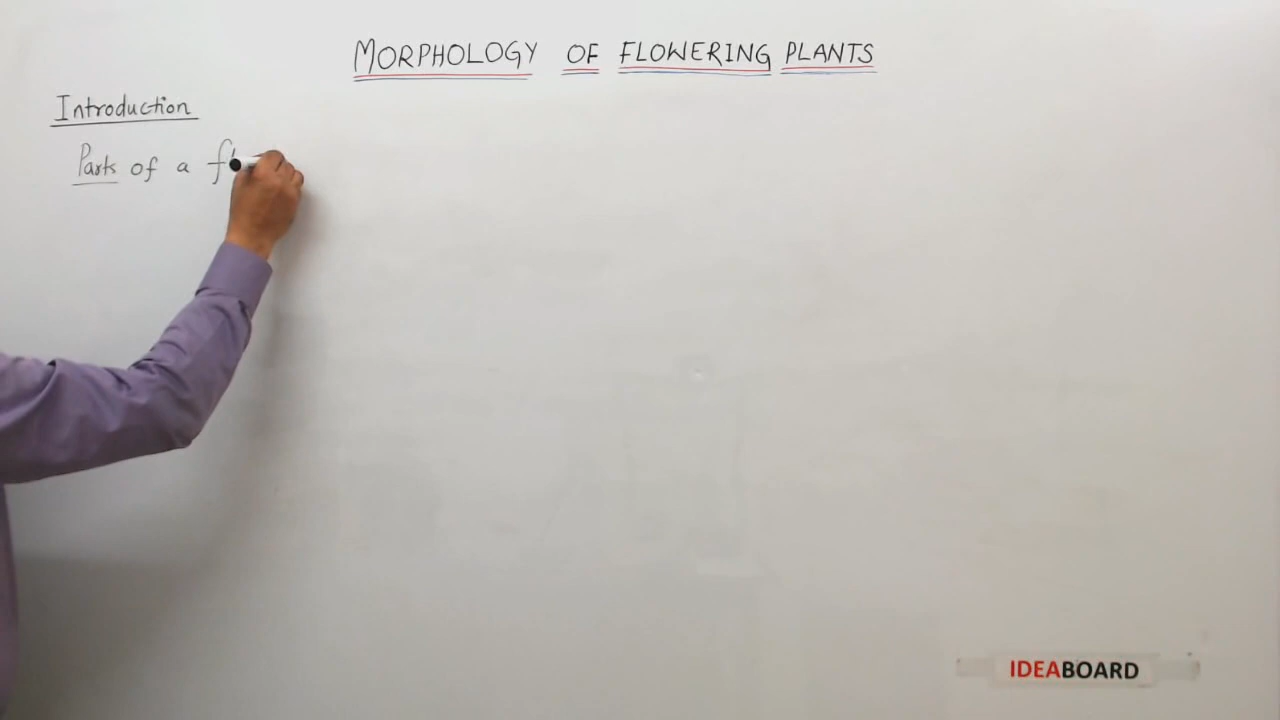 MORPHOLOGY OF FLOWERING PLANTS
Introduction
Parts of a
IDEABOARD